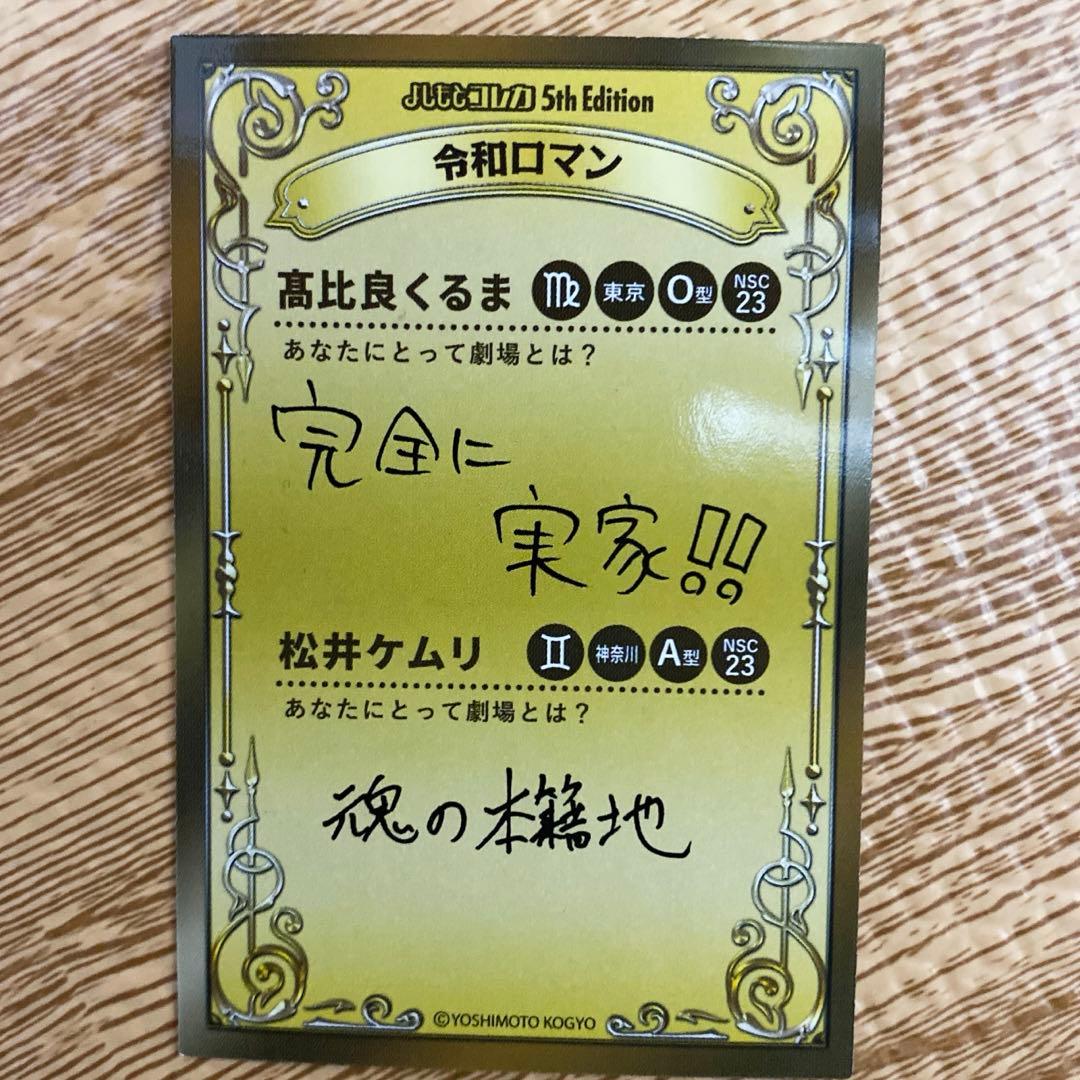 よしもとコレカ 5th Edition
令和ロマン
髙比良くるま ♍ 東京 O型 NSC 23
あなたにとって劇場とは？
完全に
実家!!
松井ケムリ ♊ 神奈川 A型 NSC 23
あなたにとって劇場とは？
魂の本籍地
©YOSHIMOTO KOGYO